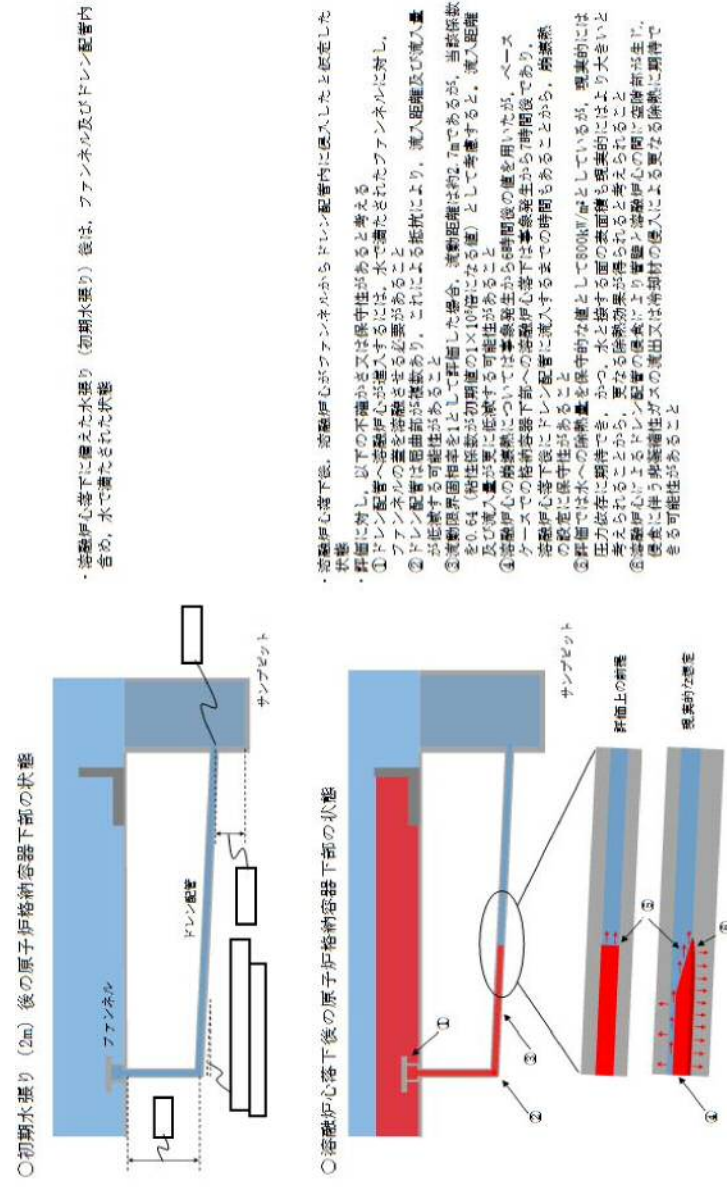 ○初期水張り（2m）後の原子炉格納容器下部の状態
ファンネル
ドレン配管
サンプピット
・溶融炉心落下に備えた水張り（初期水張り）後は，ファンネル及びドレン配管内
含め，水で満たされた状態
○溶融炉心落下後の原子炉格納容器下部の状態
①
②
③
サンプピット
⑤
評価上の前提
④
⑥
現実的な想定
・溶融炉心落下後，溶融炉心がファンネルからドレン配管内に侵入したと仮定した
状態
・評価に対し，以下の不確かさ又は保守性があると考える
①ドレン配管へ溶融炉心が進入するには，水で満たされたファンネルに対し，
ファンネルの蓋を溶融させる必要があること
②ドレン配管は屈曲部が複数あり，これによる抵抗により，流入距離及び流入量
が低減する可能性があること
③流動限界固相率を1として評価した場合，流動距離は約2.7mであるが，当該係数
を0.64（粘性係数が初期値の1×10 倍になる値）として考慮すると，流入距離
及び流入量が更に低減する可能性があること
④溶融炉心の崩壊熱については事象発生から6時間後の値を用いたが，ベース
ケースでの格納容器下部への溶融炉心落下は事象発生から7時間後であり，
溶融炉心落下後にドレン配管に流入するまでの時間もあることから，崩壊熱
の設定に保守性があること
⑤評価では水への除熱量を保守的な値として800kW/m²としているが，現実的には
圧力依存に期待でき，かつ，水と接する面の表面積も現実的にはより大きいと
考えられることから，更なる除熱効果が得られると考えられること
⑥溶融炉心によるドレン配管の侵食により管壁と溶融炉心の間に空隙部が生じ，
侵食に伴う発生ガスの流出又は冷却材の侵入による更なる除熱に期待で
きる可能性があること